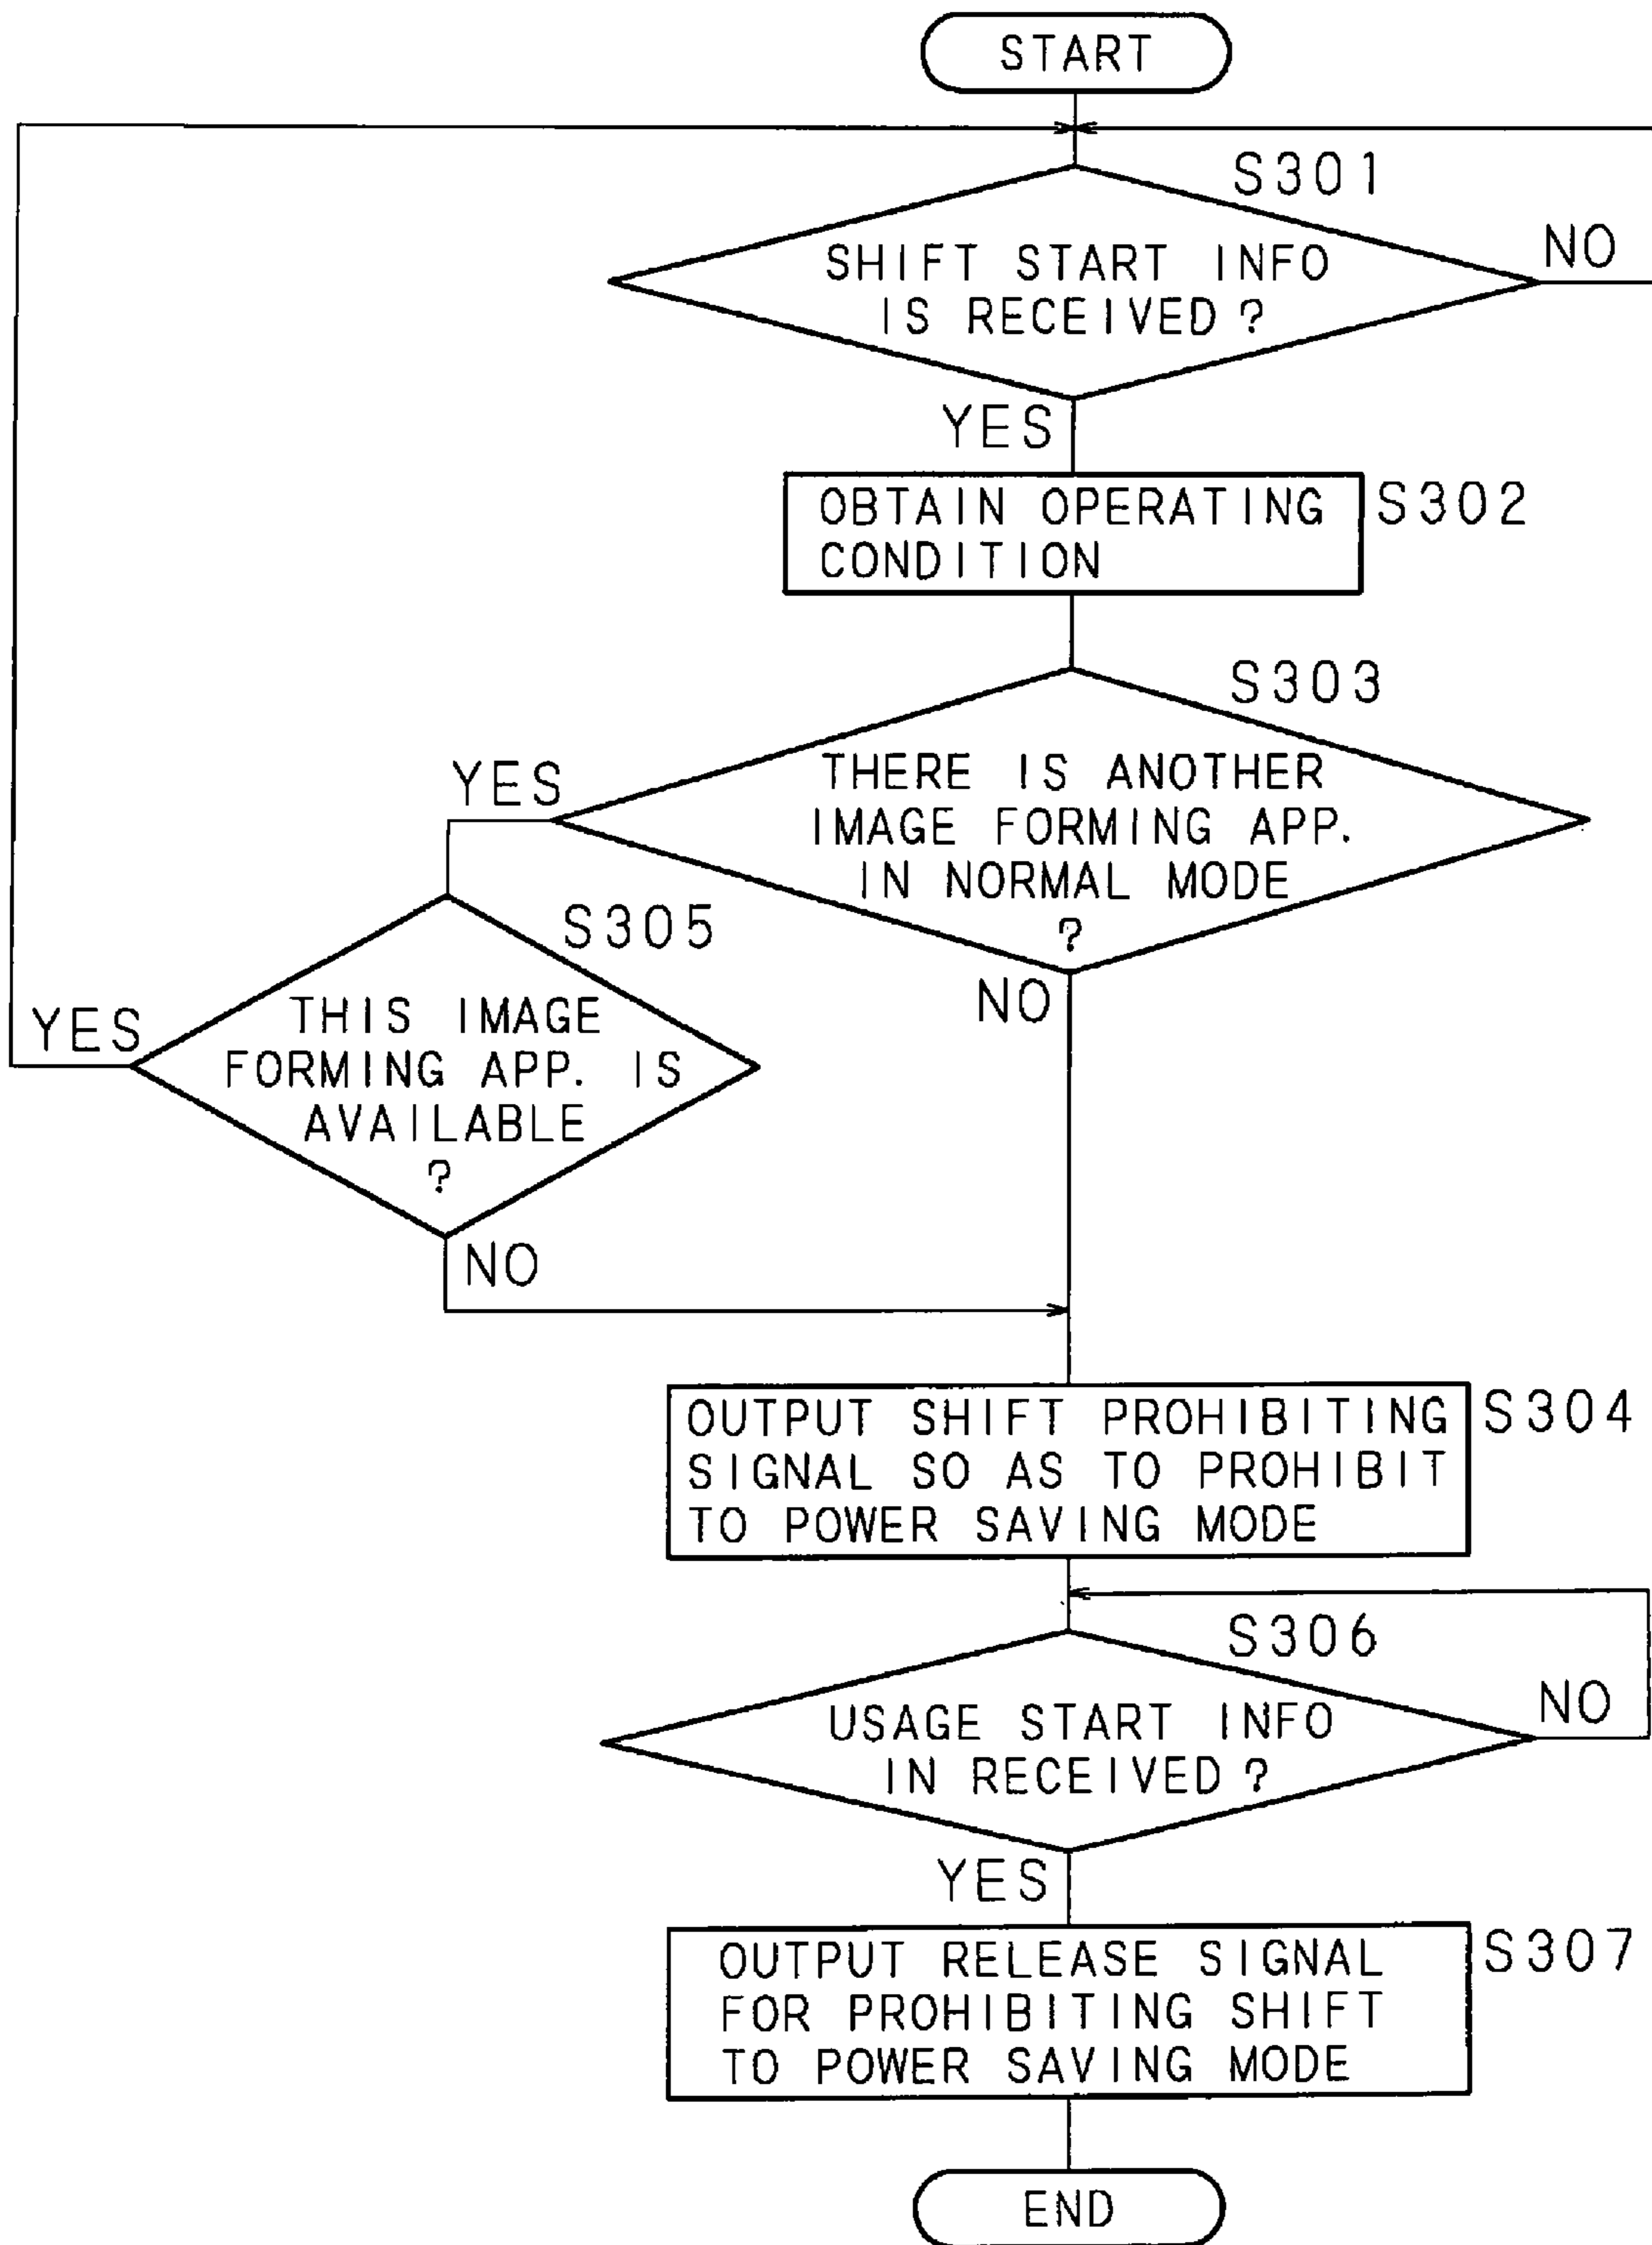 START
S301
SHIFT START INFO
IS RECEIVED ?
NO
YES
OBTAIN OPERATING
CONDITION
S302
S303
THERE IS ANOTHER
IMAGE FORMING APP.
IN NORMAL MODE
?
YES
NO
S305
THIS IMAGE
FORMING APP. IS
AVAILABLE
?
YES
NO
OUTPUT SHIFT PROHIBITING
SIGNAL SO AS TO PROHIBIT
TO POWER SAVING MODE
S304
S306
USAGE START INFO
IN RECEIVED ?
NO
YES
OUTPUT RELEASE SIGNAL
FOR PROHIBITING SHIFT
TO POWER SAVING MODE
S307
END